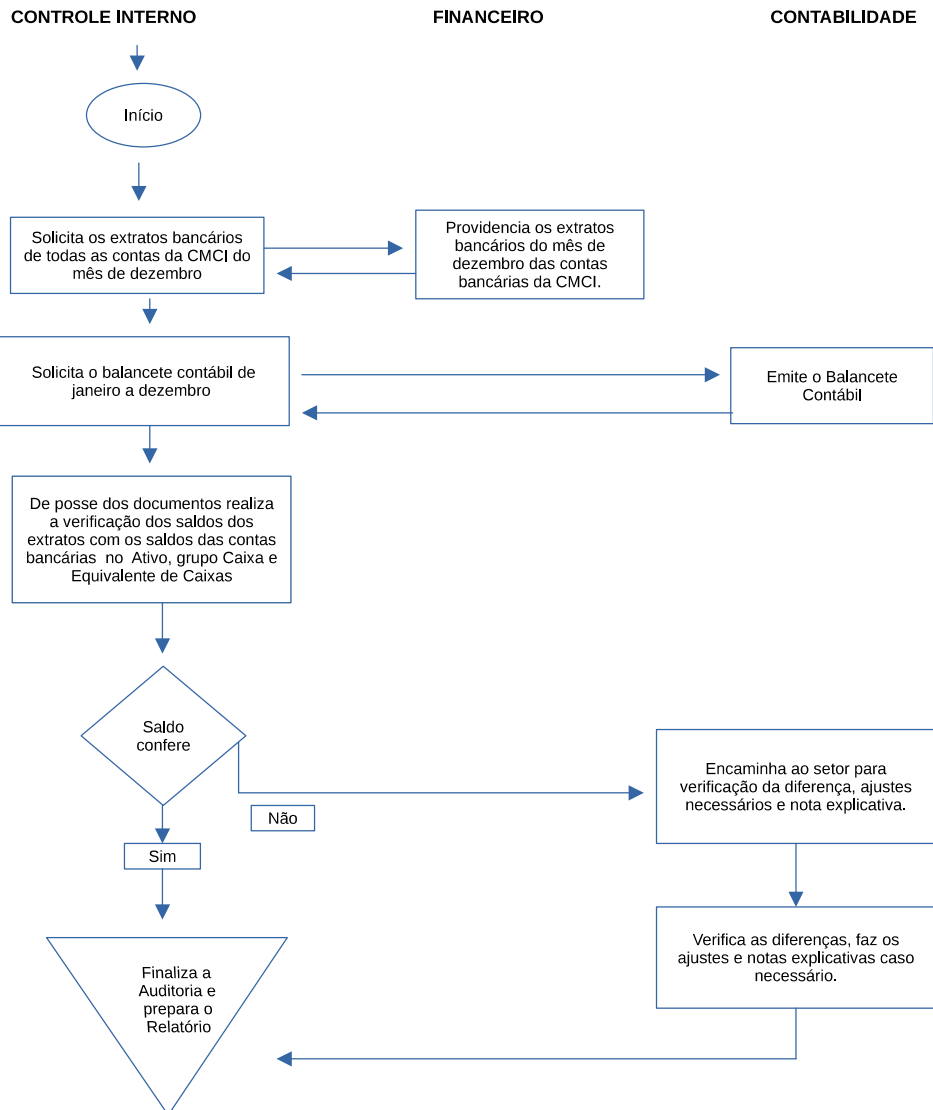 CONTROLE INTERNO
FINANCEIRO
CONTABILIDADE
Início
Solicita os extratos bancários
de todas as contas da CMCI do
mês de dezembro
Providencia os extratos
bancários do mês de
dezembro das contas
bancárias da CMCI.
Solicita o balancete contábil de
janeiro a dezembro
Emite o Balancete
Contábil
De posse dos documentos realiza
a verificação dos saldos dos
extratos com os saldos das contas
bancárias no Ativo, grupo Caixa e
Equivalente de Caixas
Saldo
confere
Não
Sim
Encaminha ao setor para
verificação da diferença, ajustes
necessários e nota explicativa.
Verifica as diferenças, faz os
ajustes e notas explicativas caso
necessário.
Finaliza a
Auditoria e
prepara o
Relatório